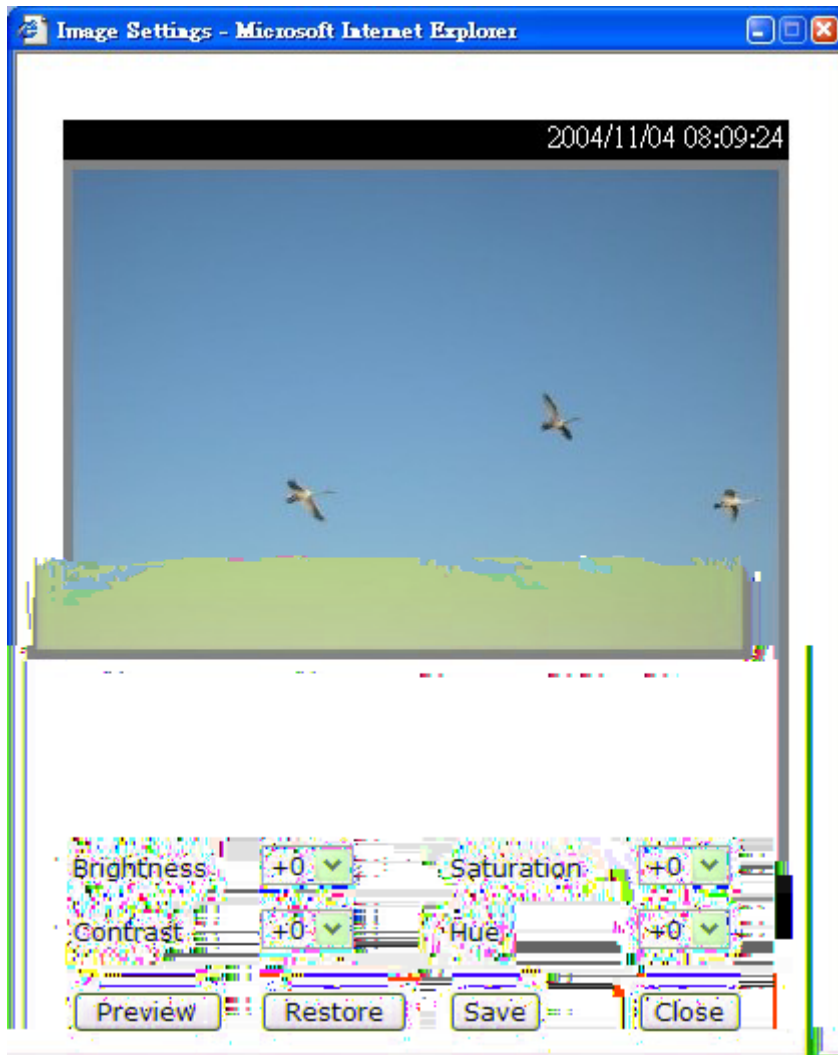 Image Settings - Microsoft Internet Explorer
2004/11/04 08:09:24
Brightness +0 Saturation +0
Contrast +0 Hue +0
Preview Restore Save Close